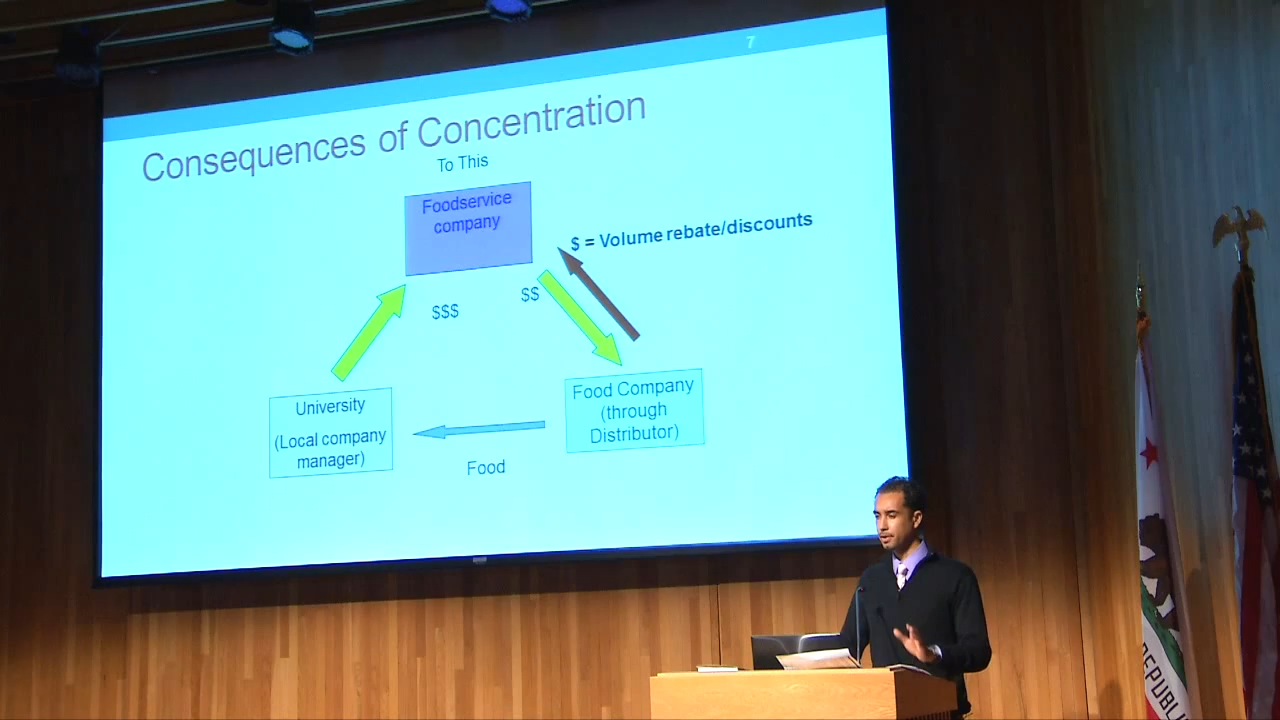 7
Consequences of Concentration
To This
Foodservice
company
$ = Volume rebate/discounts
$$
$$$
Food Company
(through
Distributor)
University
(Local company
manager)
Food
REPUBLI